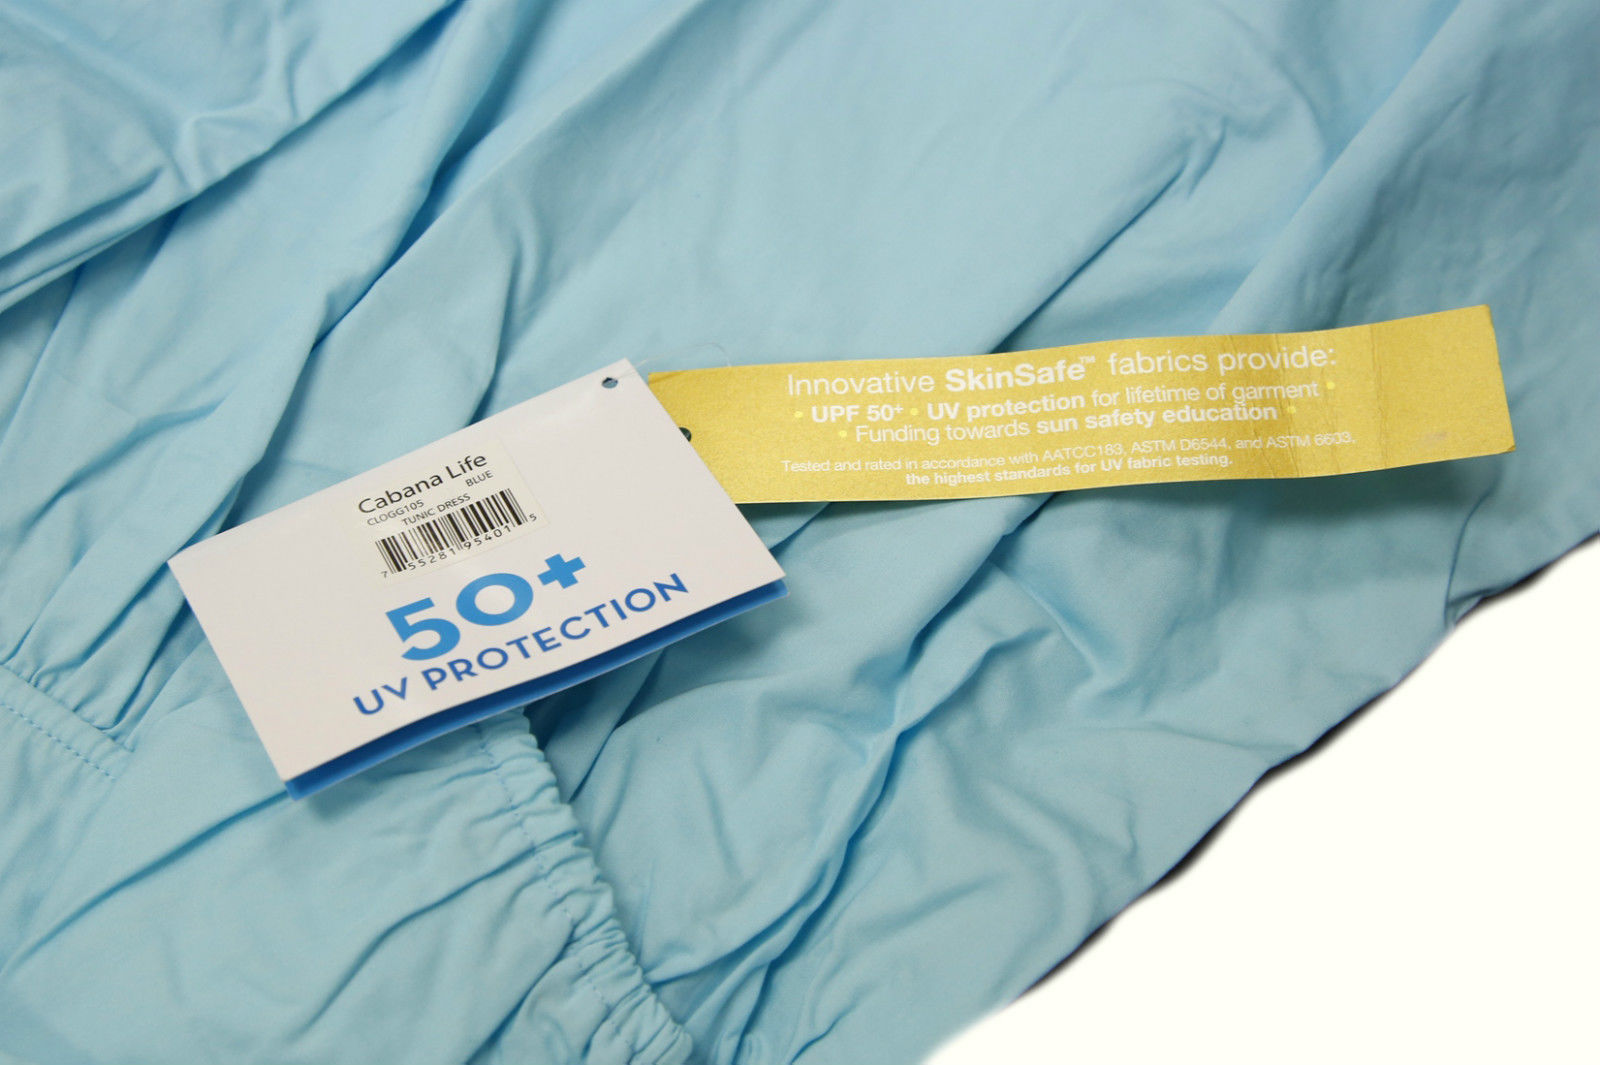 Cabana Life
CLOGG105 BLUE
TUNIC DRESS
7 55281 95401 5
50+
UV PROTECTION
Innovative SkinSafe™ fabrics provide:
• UPF 50+ • UV protection for lifetime of garment •
• Funding towards sun safety education •
Tested and rated in accordance with AATCC183, ASTM D6544, and ASTM 6603,
the highest standards for UV fabric testing.